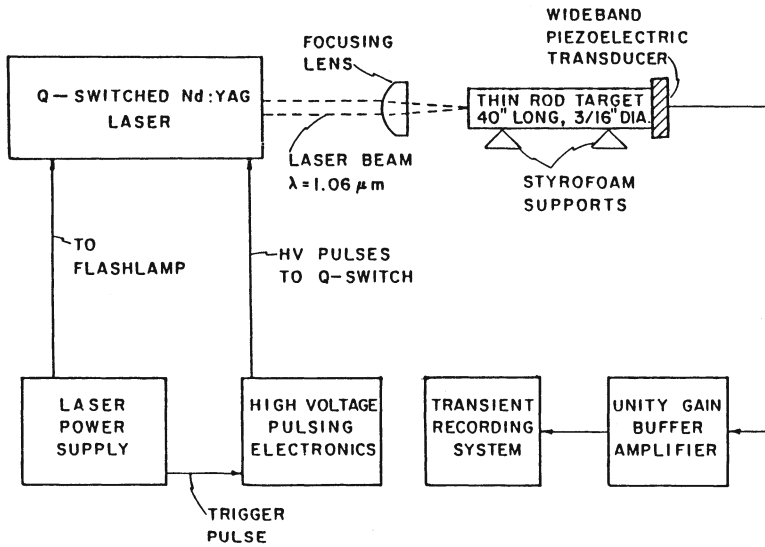 WIDEBAND
PIEZOELECTRIC
TRANSDUCER
FOCUSING
LENS
Q-SWITCHED Nd:YAG
LASER
THIN ROD TARGET
40" LONG, 3/16" DIA.
LASER BEAM
λ=1.06 μm
STYROFOAM
SUPPORTS
TO
FLASHLAMP
HV PULSES
TO Q-SWITCH
LASER
POWER
SUPPLY
HIGH VOLTAGE
PULSING
ELECTRONICS
TRANSIENT
RECORDING
SYSTEM
UNITY GAIN
BUFFER
AMPLIFIER
TRIGGER
PULSE